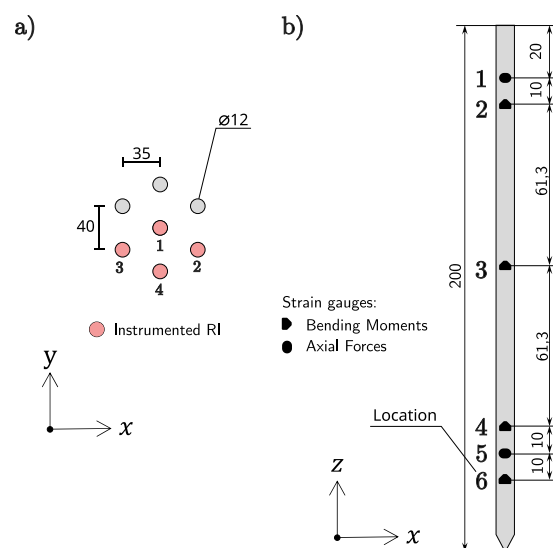 a)
⌀12
35
40
1
3
2
4
Instrumented RI
y
x
b)
20
1
10
2
61,3
3
200
Strain gauges:
Bending Moments
Axial Forces
61,3
Location
4
10
5
10
6
z
x